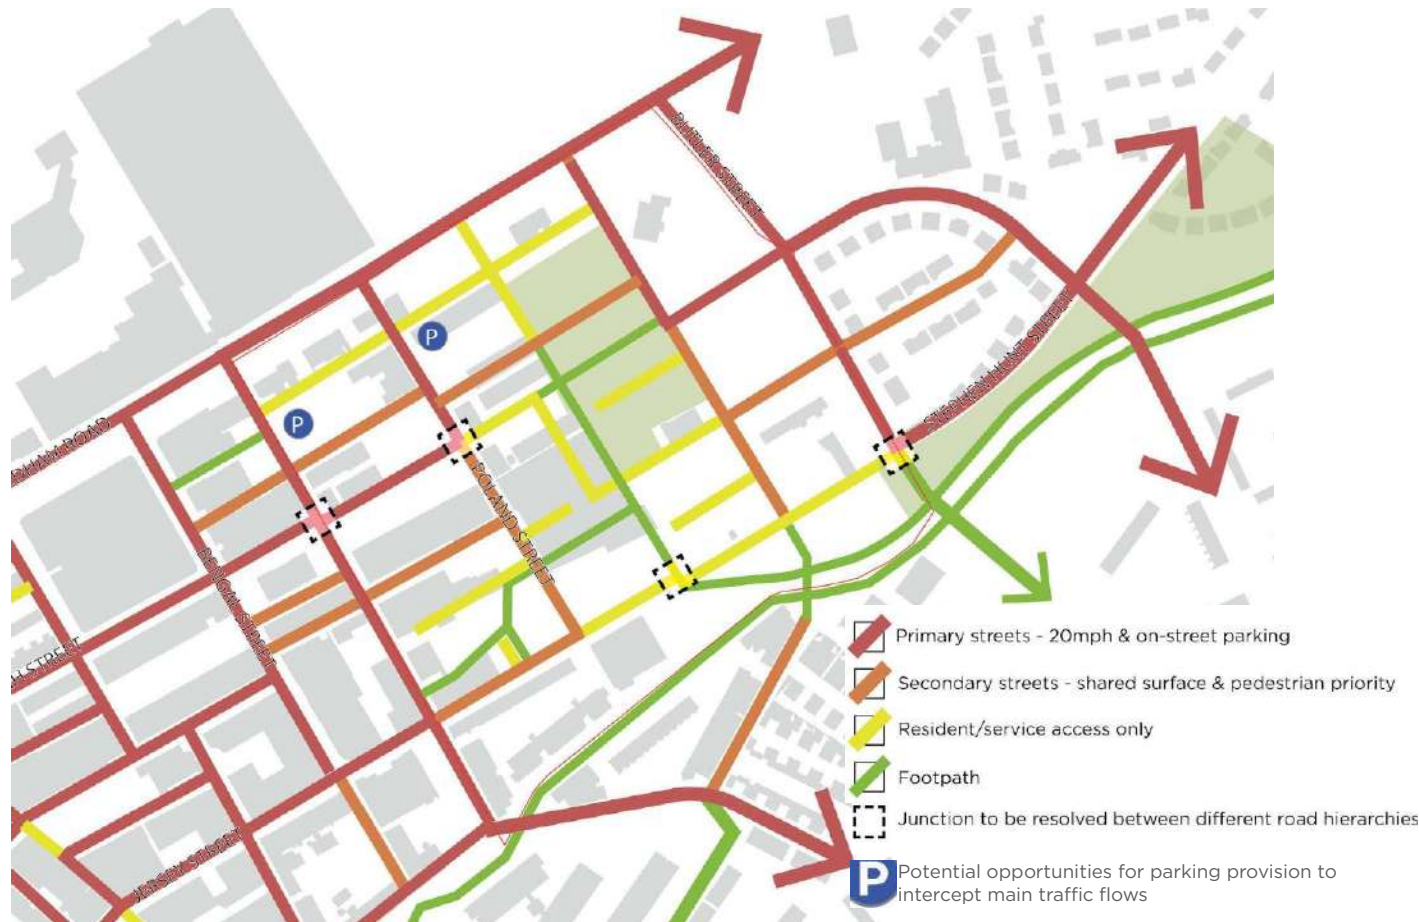 BUTLER STREET
STEPHEN HUNT STREET
P
P
POLAND STREET
BENGAL STREET
JERSEY STREET
Primary streets - 20mph & on-street parking
Secondary streets - shared surface & pedestrian priority
Resident/service access only
Footpath
Junction to be resolved between different road hierarchies
P
Potential opportunities for parking provision to
intercept main traffic flows